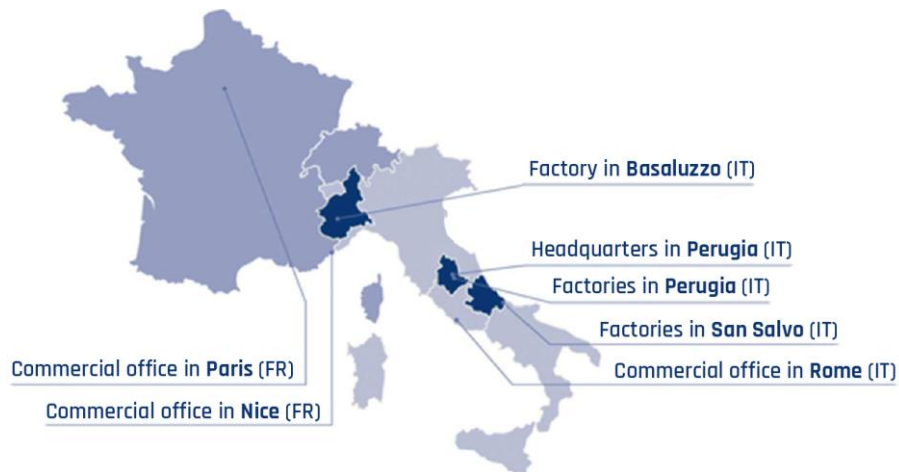 Factory in Basaluzzo (IT)
Headquarters in Perugia (IT)
Factories in Perugia (IT)
Factories in San Salvo (IT)
Commercial office in Paris (FR)
Commercial office in Rome (IT)
Commercial office in Nice (FR)